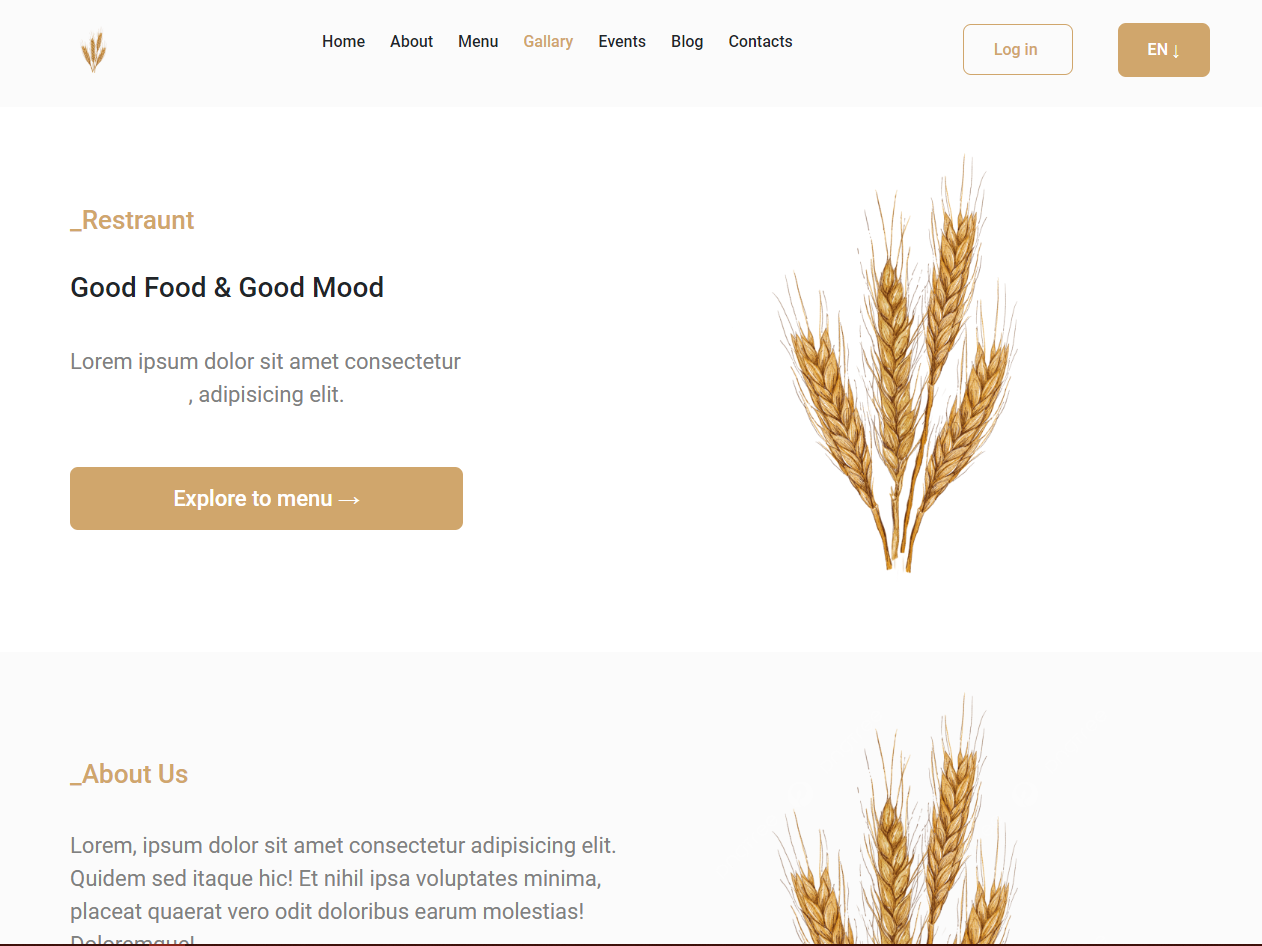 Home About Menu Gallary Events Blog Contacts Log in EN ↓
_Restraunt
Good Food & Good Mood
Lorem ipsum dolor sit amet consectetur
, adipisicing elit.
Explore to menu →
_About Us
Lorem, ipsum dolor sit amet consectetur adipisicing elit.
Quidem sed itaque hic! Et nihil ipsa voluptates minima,
placeat quaerat vero odit doloribus earum molestias!
Doloremque!